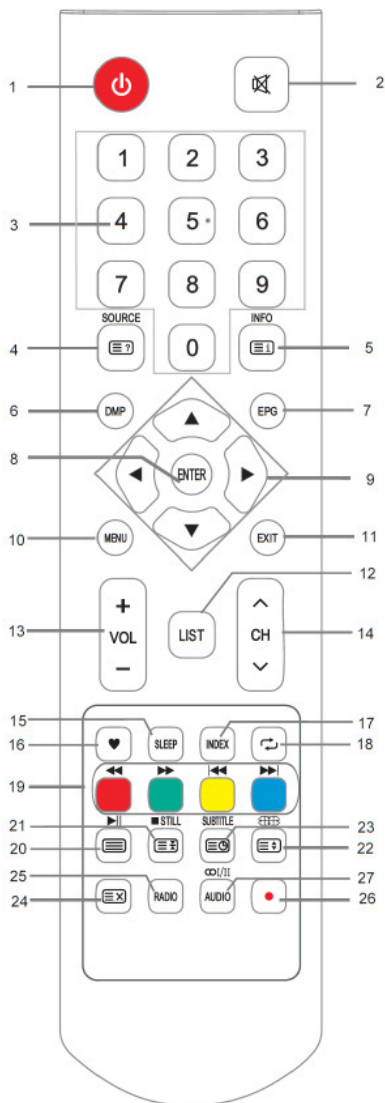 1
2
1 2 3
3
4 5 6
7 8 9
SOURCE INFO
4
? 0 i
5
6
DMP EPG
7
8
ENTER
9
10
MENU EXIT
11
12
+ 
13
VOL LIST CH
14
−
15
17
16
SLEEP INDEX
18
19
21
STILL SUBTITLE
23
20
22
25
I/II
27
24
X RADIO AUDIO
26